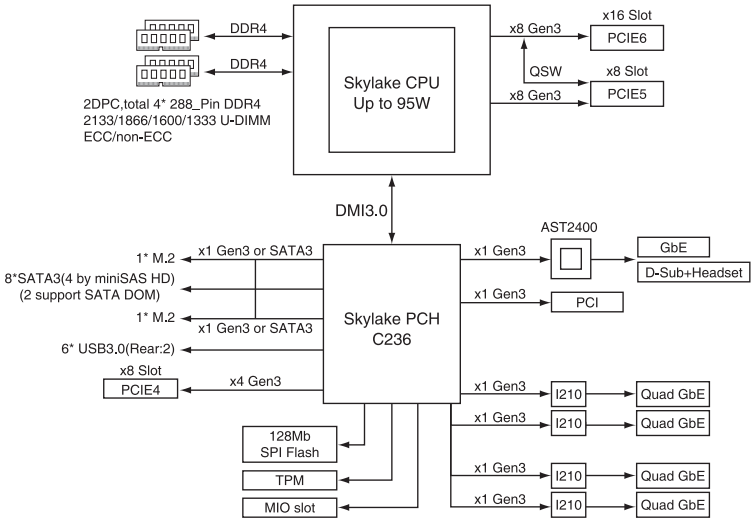 DDR4
DDR4
2DPC,total 4* 288_Pin DDR4
2133/1866/1600/1333 U-DIMM
ECC/non-ECC
Skylake CPU
Up to 95W
x8 Gen3
x16 Slot
PCIE6
QSW
x8 Slot
x8 Gen3
PCIE5
DMI3.0
Skylake PCH
C236
x1 Gen3 or SATA3
1* M.2
8*SATA3(4 by miniSAS HD)
(2 support SATA DOM)
1* M.2
x1 Gen3 or SATA3
6* USB3.0(Rear:2)
x8 Slot
PCIE4
x4 Gen3
128Mb
SPI Flash
TPM
MIO slot
AST2400
x1 Gen3
GbE
D-Sub+Headset
x1 Gen3
PCI
x1 Gen3
I210
Quad GbE
x1 Gen3
I210
Quad GbE
x1 Gen3
I210
Quad GbE
x1 Gen3
I210
Quad GbE